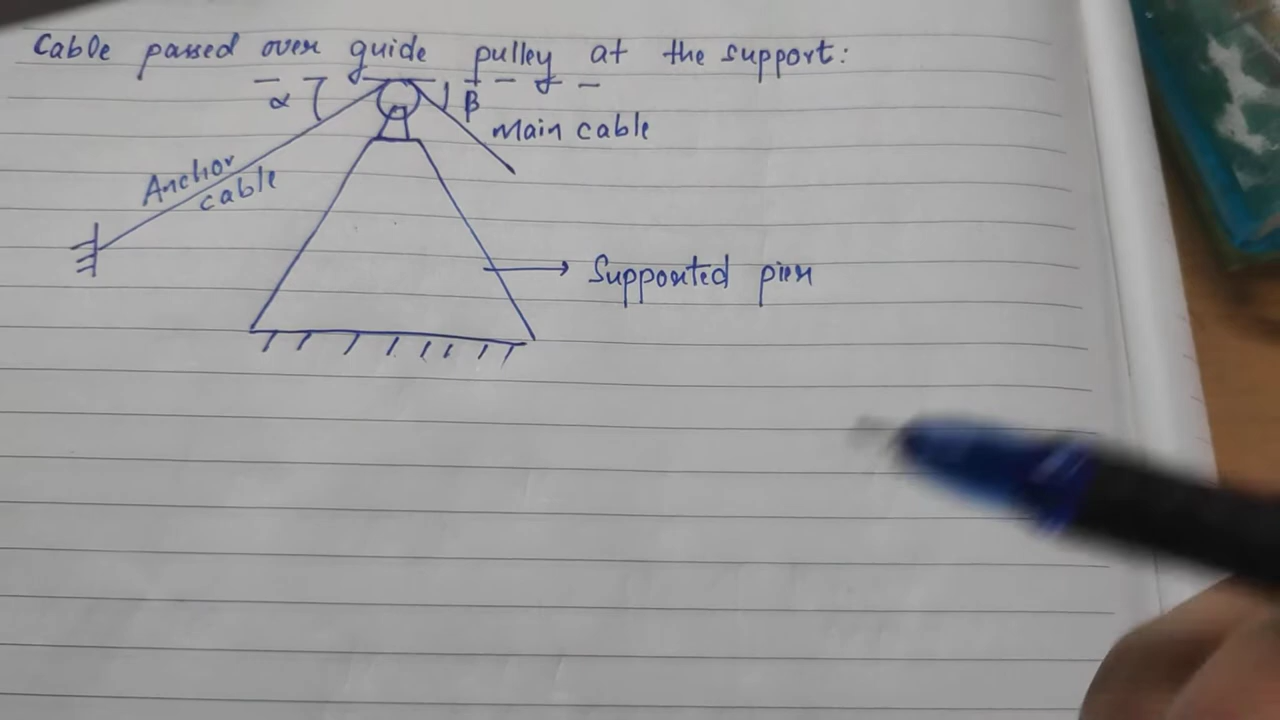 Cable passed over guide pulley at the support:
α
β
Main cable
Anchor
cable
Supported pier